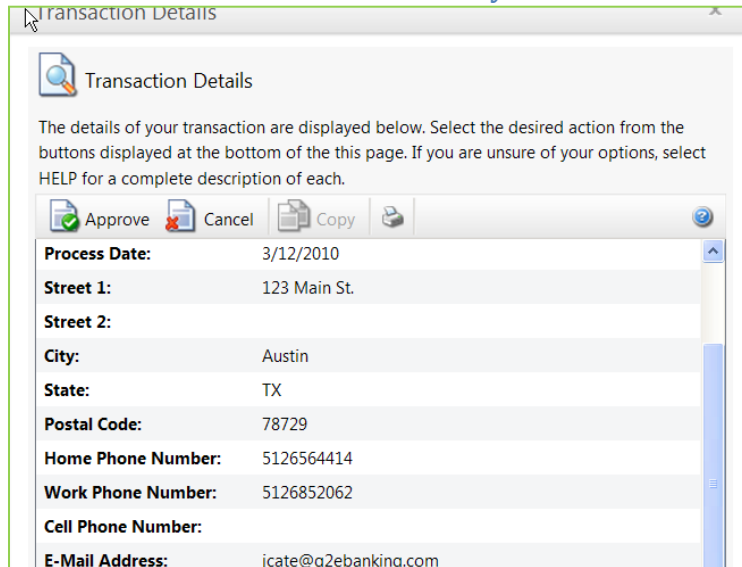 Transaction Details
Transaction Details
The details of your transaction are displayed below. Select the desired action from the
buttons displayed at the bottom of the this page. If you are unsure of your options, select
HELP for a complete description of each.
Approve Cancel Copy
Process Date: 3/12/2010
Street 1: 123 Main St.
Street 2:
City: Austin
State: TX
Postal Code: 78729
Home Phone Number: 5126564414
Work Phone Number: 5126852062
Cell Phone Number:
E-Mail Address: jcate@q2ebanking.com